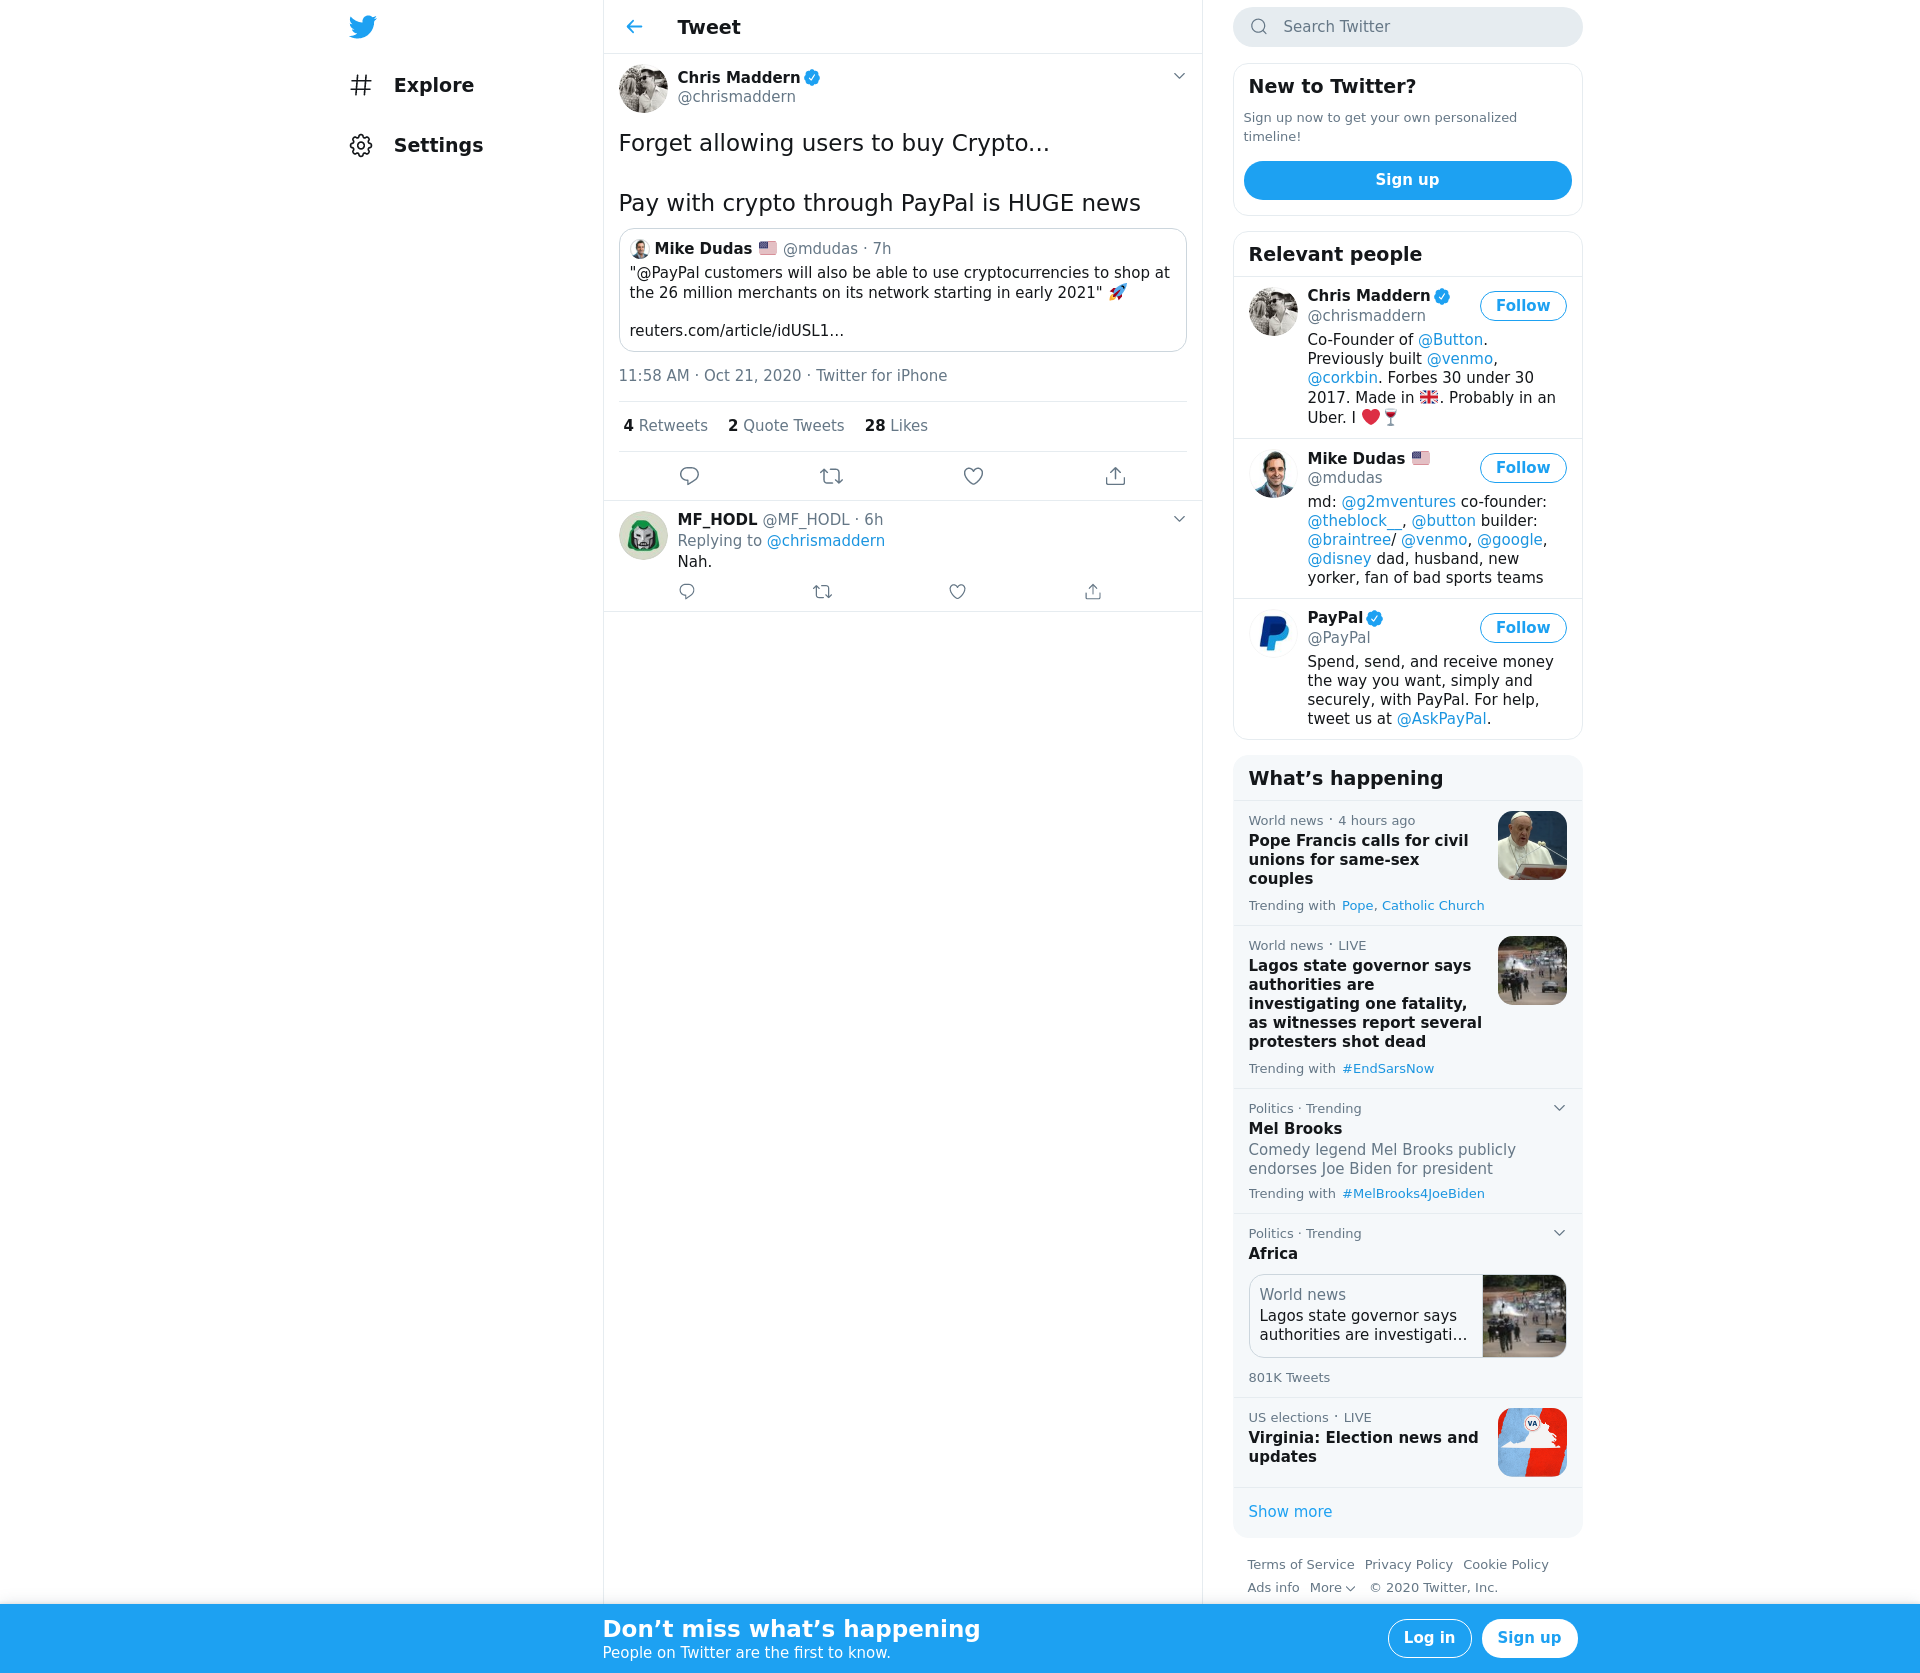 Explore
Settings
Tweet
Chris Maddern
@chrismaddern
Forget allowing users to buy Crypto...
Pay with crypto through PayPal is HUGE news
Mike Dudas 🇺🇸 @mdudas · 7h
"@PayPal customers will also be able to use cryptocurrencies to shop at
the 26 million merchants on its network starting in early 2021" 🚀
reuters.com/article/idUSL1…
11:58 AM · Oct 21, 2020 · Twitter for iPhone
4 Retweets 2 Quote Tweets 28 Likes
MF_HODL @MF_HODL · 6h
Replying to @chrismaddern
Nah.
Search Twitter
New to Twitter?
Sign up now to get your own personalized
timeline!
Sign up
Relevant people
Chris Maddern
@chrismaddern
Follow
Co-Founder of @Button.
Previously built @venmo,
@corkbin. Forbes 30 under 30
2017. Made in 🇬🇧. Probably in an
Uber. I ❤️🍷
Mike Dudas 🇺🇸
@mdudas
Follow
md: @g2mventures co-founder:
@theblock__, @button builder:
@braintree/ @venmo, @google,
@disney dad, husband, new
yorker, fan of bad sports teams
PayPal
@PayPal
Follow
Spend, send, and receive money
the way you want, simply and
securely, with PayPal. For help,
tweet us at @AskPayPal.
What’s happening
World news · 4 hours ago
Pope Francis calls for civil
unions for same-sex
couples
Trending with Pope, Catholic Church
World news · LIVE
Lagos state governor says
authorities are
investigating one fatality,
as witnesses report several
protesters shot dead
Trending with #EndSarsNow
Politics · Trending
Mel Brooks
Comedy legend Mel Brooks publicly
endorses Joe Biden for president
Trending with #MelBrooks4JoeBiden
Politics · Trending
Africa
World news
Lagos state governor says
authorities are investigati…
801K Tweets
US elections · LIVE
Virginia: Election news and
updates
VA
Show more
Terms of Service Privacy Policy Cookie Policy
Ads info More © 2020 Twitter, Inc.
Don’t miss what’s happening
People on Twitter are the first to know.
Log in
Sign up